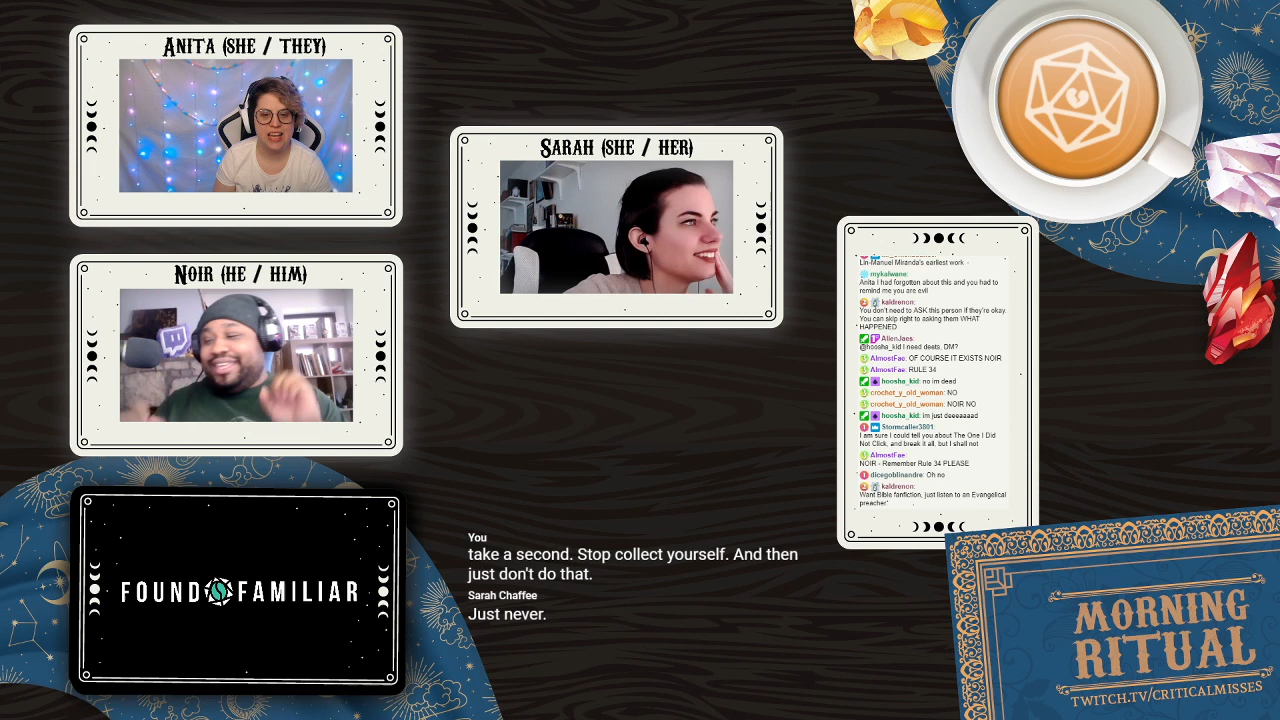 ANITA (SHE / THEY)
SARAH (SHE / HER)
NOIR (HE / HIM)
Lin-Manuel Miranda's earliest work
mykalwane:
Anita I had forgotten about this and you had to
remind me you are evil
kaldrenon:
You don't need to ASK this person if they're okay.
You can skip right to asking them WHAT
HAPPENED
AllenJaes:
@hoosha_kid I need deets, DM?
AlmostFae: OF COURSE IT EXISTS NOIR
AlmostFae: RULE 34
hoosha_kid: no im dead
crochet_y_old_woman: NO
crochet_y_old_woman: NOIR NO
hoosha_kid: im just deeeaaaad
Stormcaller3801:
I am sure I could tell you about The One I Did
Not Click, and break it all, but I shall not
AlmostFae:
NOIR - Remember Rule 34 PLEASE
dicegoblinandre: Oh no
kaldrenon:
Want Bible fanfiction, just listen to an Evangelical
preacher"
FOUND FAMILIAR
You
take a second. Stop collect yourself. And then
just don't do that.
Sarah Chaffee
Just never.
MORNING
RITUAL
TWITCH.TV/CRITICALMISSES